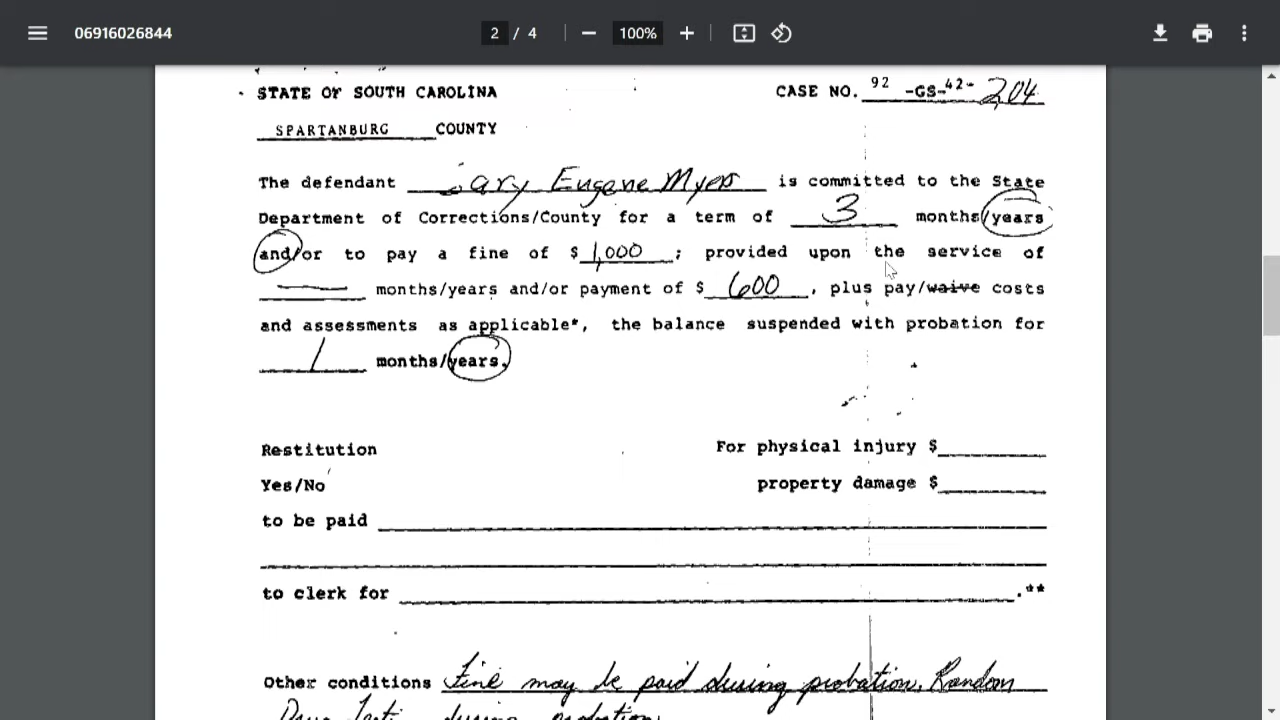 06916026844
2 / 4
100%
STATE OF SOUTH CAROLINA
CASE NO. 92 -GS-42- 204
SPARTANBURG COUNTY
The defendant Gary Eugene Myers is committed to the State
Department of Corrections/County for a term of 3 months/years
and/or to pay a fine of $ 1,000 ; provided upon the service of
— months/years and/or payment of $ 600 , plus pay/waive costs
and assessments as applicable*, the balance suspended with probation for
1 months/years.
Restitution
For physical injury $
Yes/No
property damage $
to be paid
to clerk for .**
Other conditions Fine may be paid during probation. Random
Drug Tests during probation.